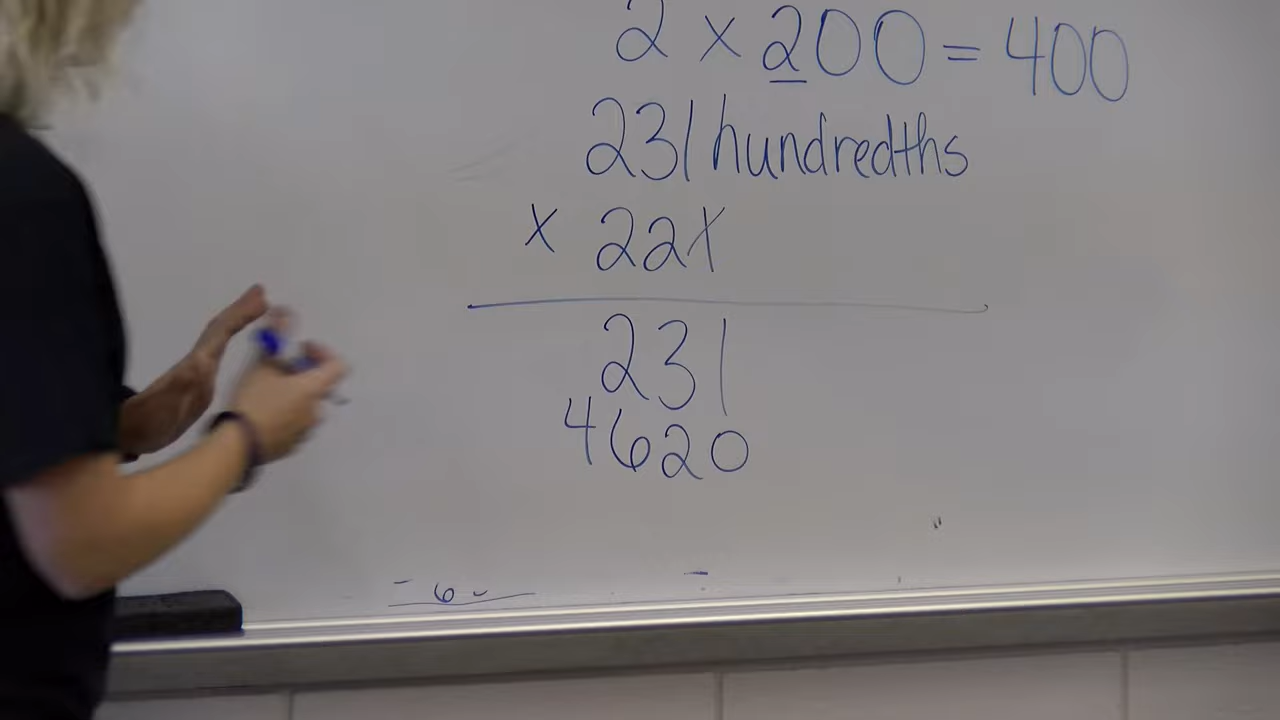 2 × 200 = 400
231 hundredths
× 221
231
4620